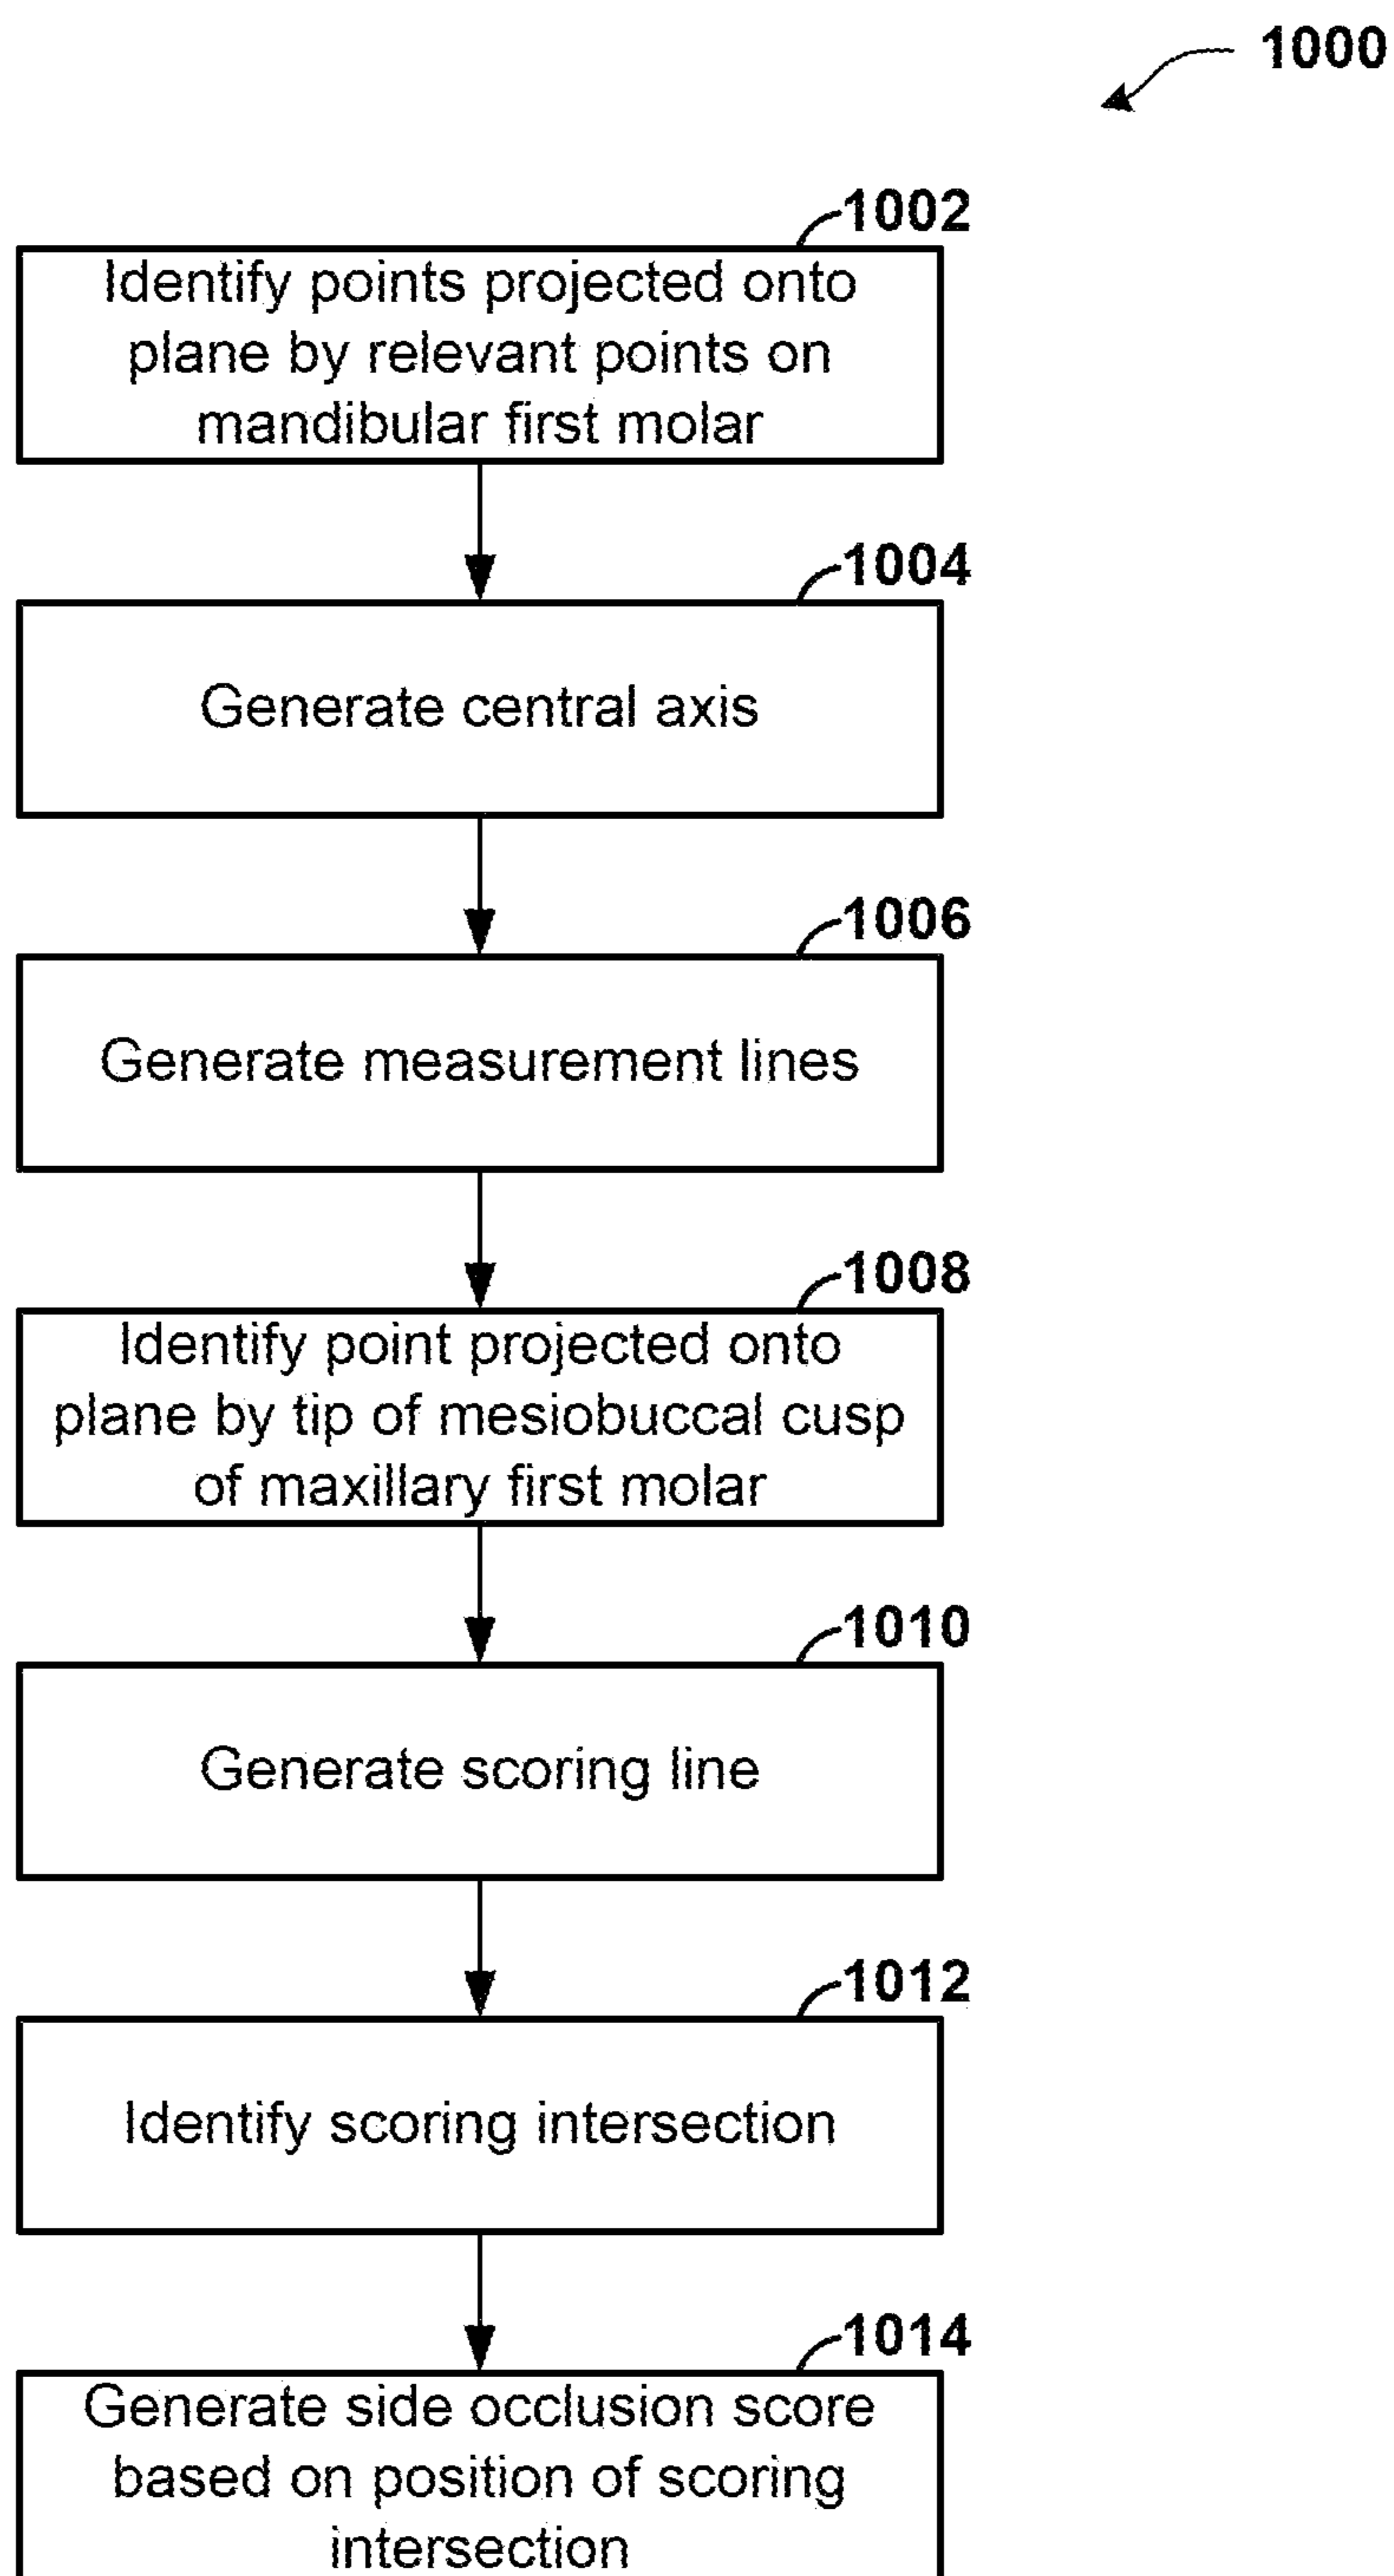 1000
1002
Identify points projected onto
plane by relevant points on
mandibular first molar
1004
Generate central axis
1006
Generate measurement lines
1008
Identify point projected onto
plane by tip of mesiobuccal cusp
of maxillary first molar
1010
Generate scoring line
1012
Identify scoring intersection
1014
Generate side occlusion score
based on position of scoring
intersection